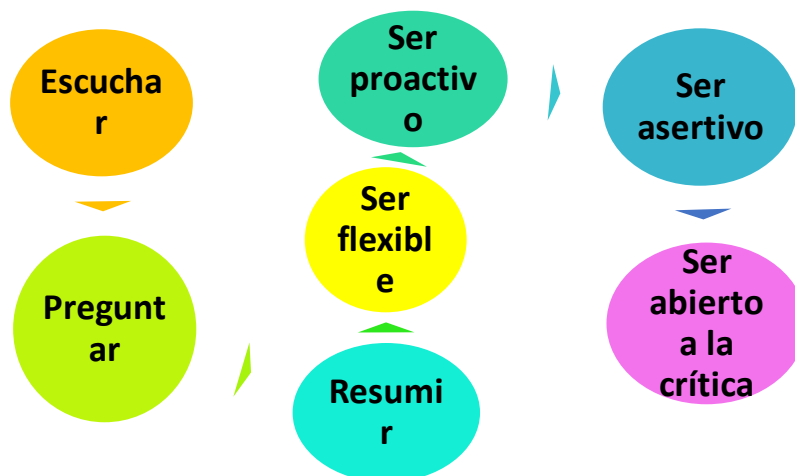 Escucha
r
Pregunt
ar
Resumi
r
Ser
flexibl
e
Ser
proactiv
o
Ser
asertivo
Ser
abierto
a la
crítica